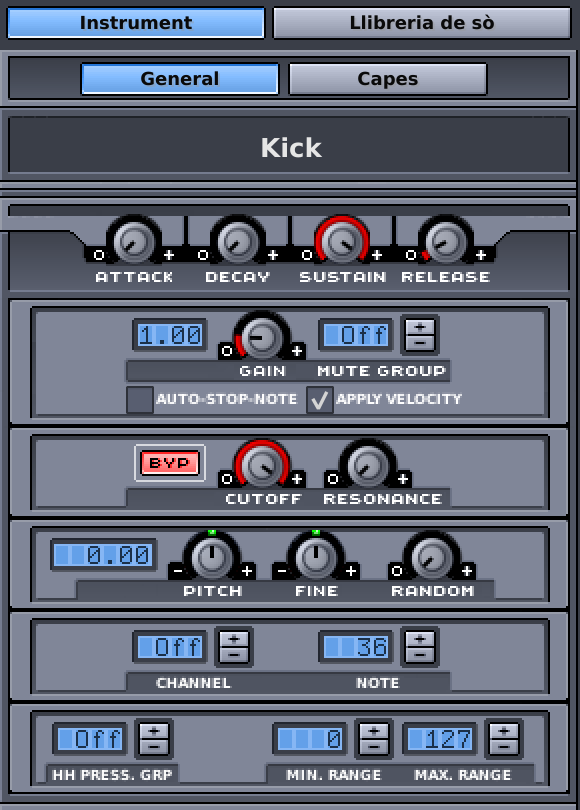 Instrument Llibreria de sò
General Capes
Kick
ATTACK DECAY SUSTAIN RELEASE
1.00 Off
GAIN MUTE GROUP
AUTO-STOP-NOTE APPLY VELOCITY
BYP
CUTOFF RESONANCE
0.00
PITCH FINE RANDOM
Off 36
CHANNEL NOTE
Off 0 127
HH PRESS. GRP MIN. RANGE MAX. RANGE